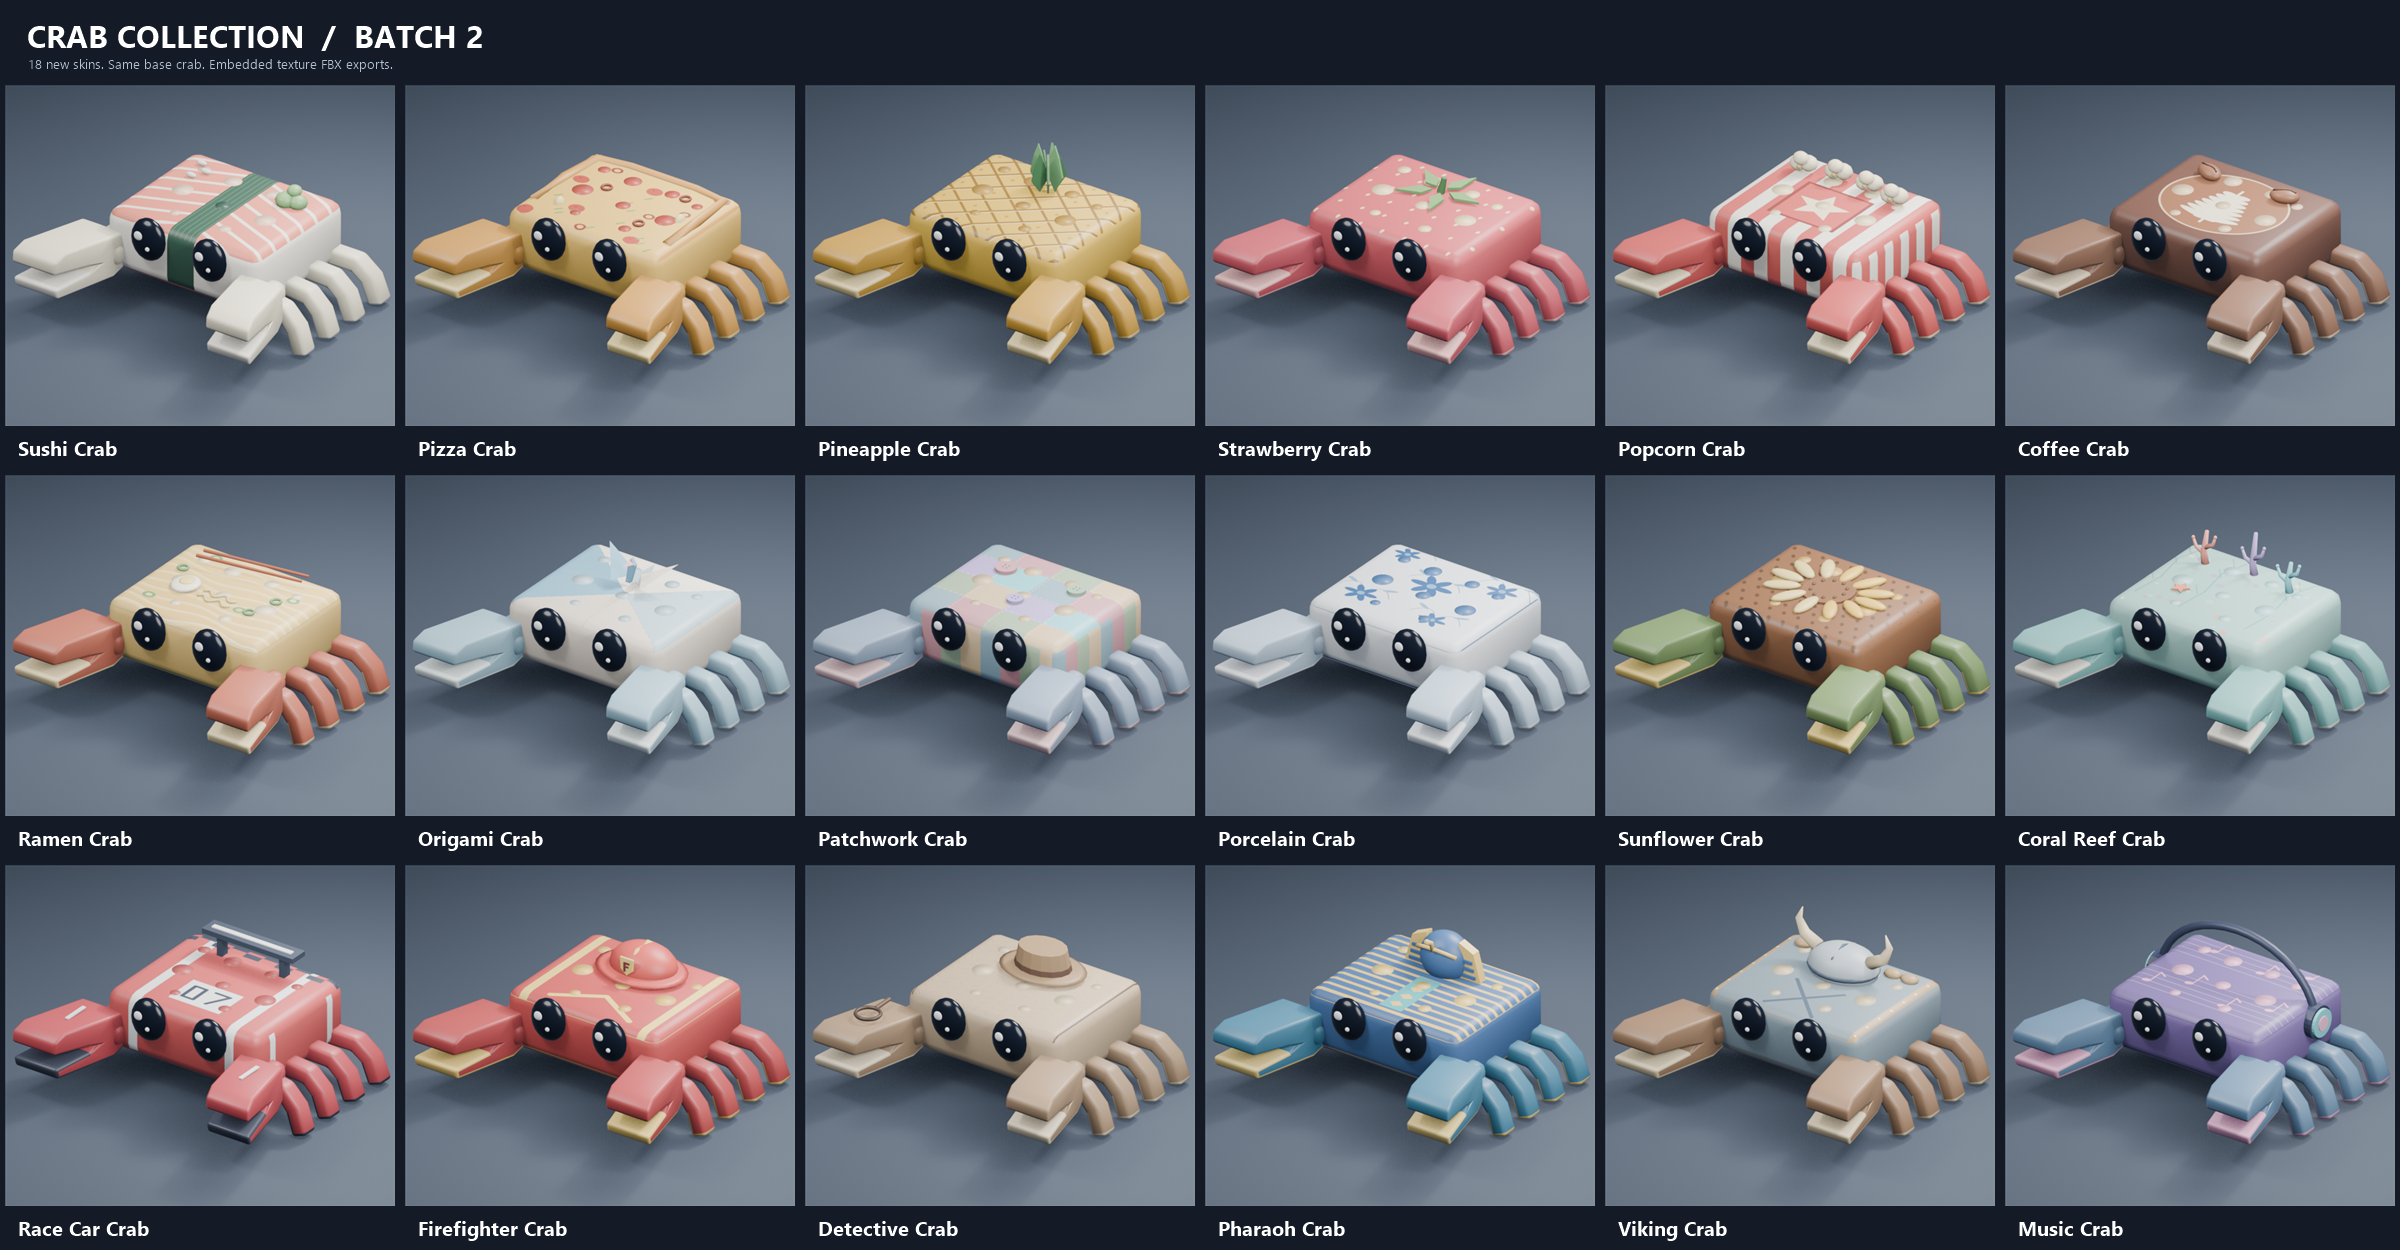 CRAB COLLECTION / BATCH 2
18 new skins. Same base crab. Embedded texture FBX exports.
Sushi Crab
Pizza Crab
Pineapple Crab
Strawberry Crab
Popcorn Crab
Coffee Crab
Ramen Crab
Origami Crab
Patchwork Crab
Porcelain Crab
Sunflower Crab
Coral Reef Crab
07
F
Race Car Crab
Firefighter Crab
Detective Crab
Pharaoh Crab
Viking Crab
Music Crab